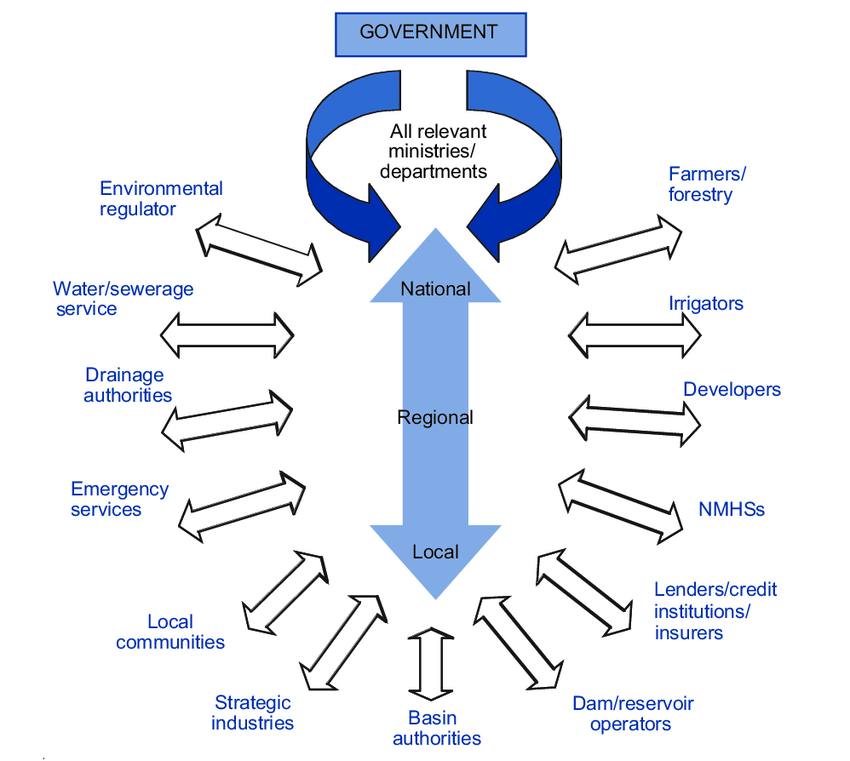 GOVERNMENT
All relevant
ministries/
departments
Environmental
regulator
Farmers/
forestry
National
Water/sewerage
service
Irrigators
Drainage
authorities
Developers
Regional
Emergency
services
NMHSs
Local
Lenders/credit
institutions/
insurers
Local
communities
Strategic
industries
Basin
authorities
Dam/reservoir
operators